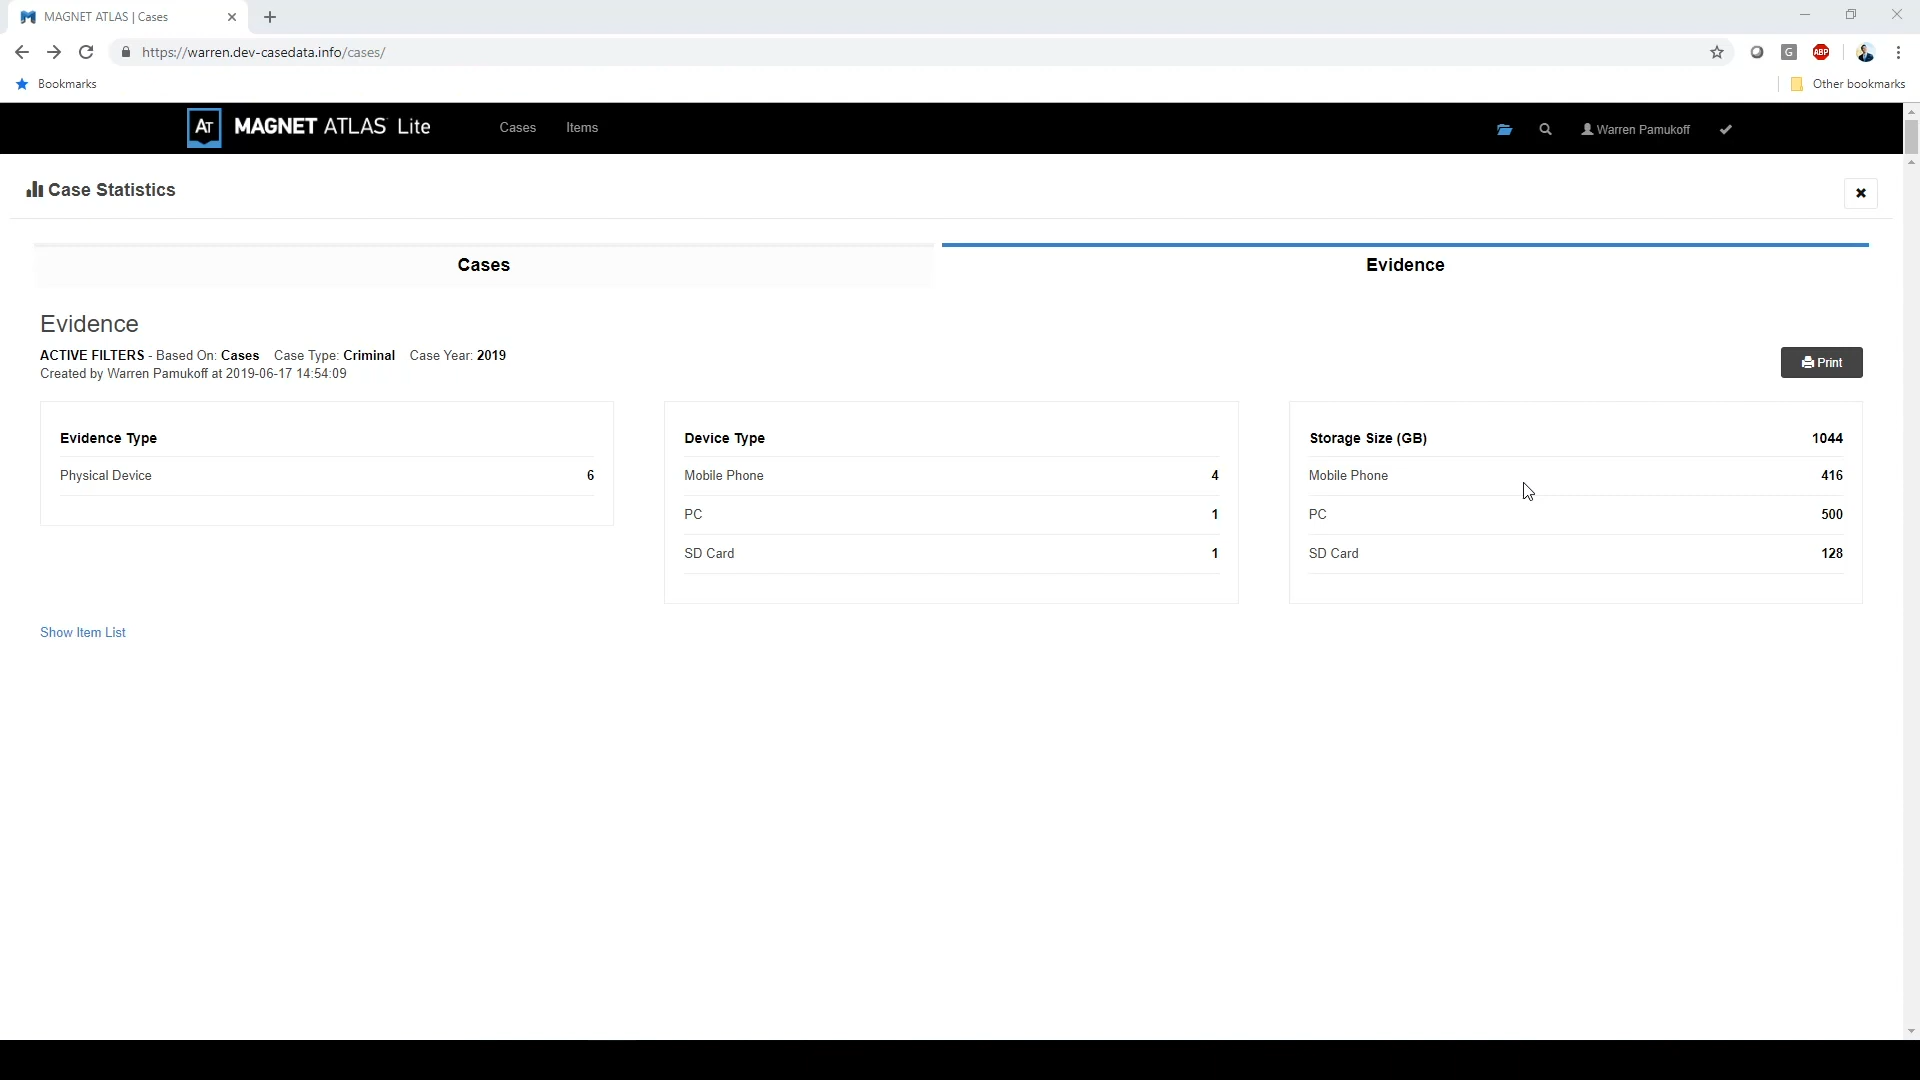 MAGNET ATLAS | Cases
https://warren.dev-casedata.info/cases/
G
ABP
Bookmarks
Other bookmarks
AT MAGNET ATLAS Lite
Cases
Items
Warren Pamukoff
Case Statistics
Cases
Evidence
Evidence
ACTIVE FILTERS - Based On: Cases Case Type: Criminal Case Year: 2019
Created by Warren Pamukoff at 2019-06-17 14:54:09
Print
Evidence Type
Physical Device 6
Device Type
Mobile Phone 4
PC 1
SD Card 1
Storage Size (GB) 1044
Mobile Phone 416
PC 500
SD Card 128
Show Item List